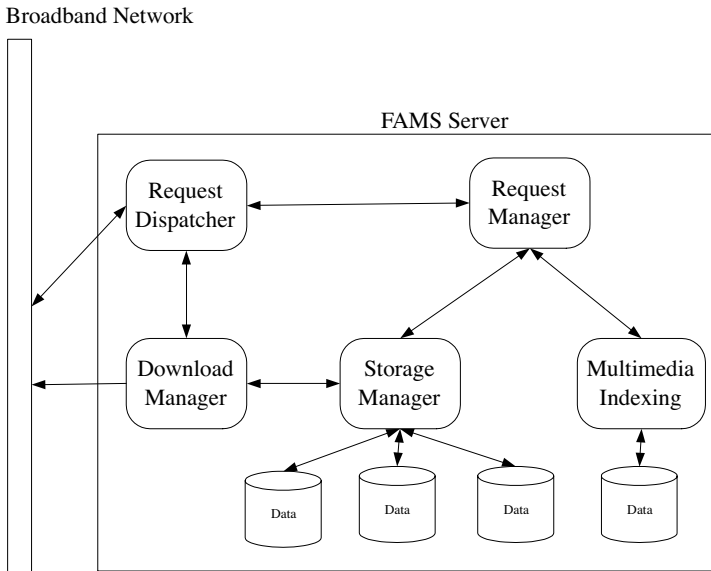 Broadband Network
FAMS Server
Request
Dispatcher
Request
Manager
Download
Manager
Storage
Manager
Multimedia
Indexing
Data
Data
Data
Data